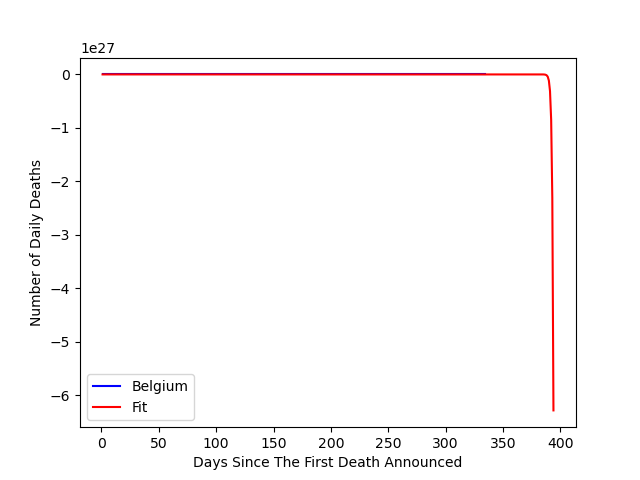 1e27
0
−1
−2
−3
−4
−5
−6
Number of Daily Deaths
Belgium
Fit
0 50 100 150 200 250 300 350 400
Days Since The First Death Announced